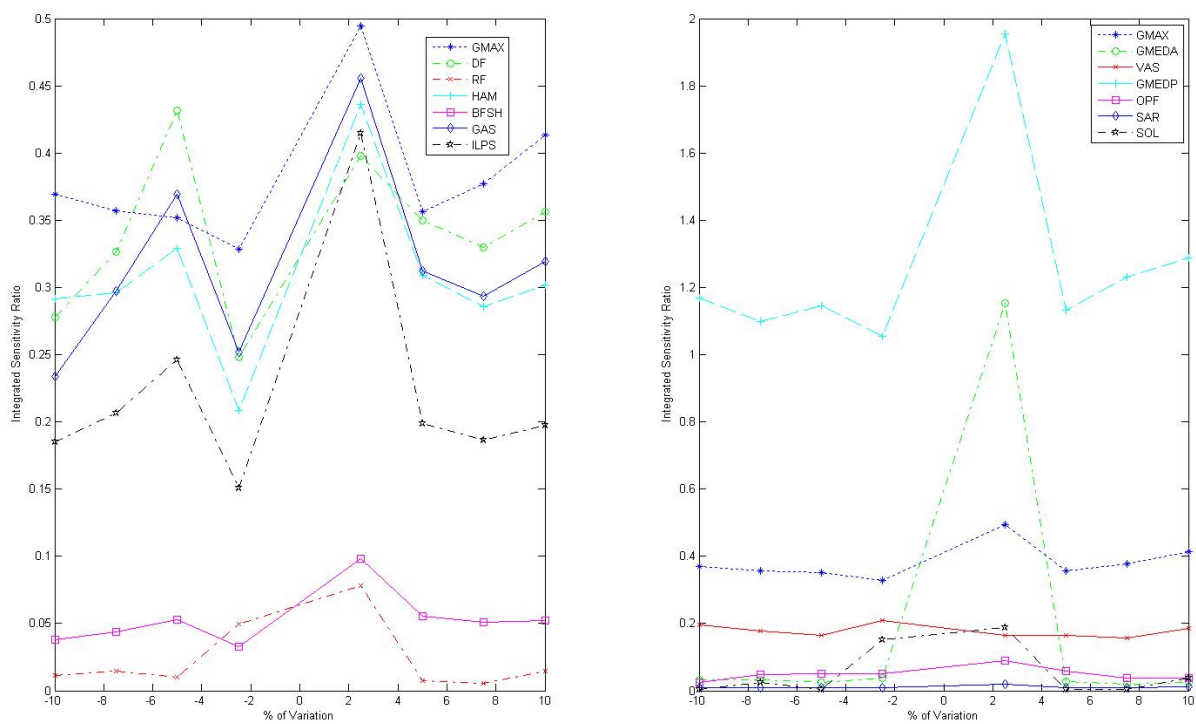 0.5
0.45
0.4
0.35
0.3
0.25
0.2
0.15
0.1
0.05
0
Integrated Sensitivity Ratio
-10 -8 -6 -4 -2 0 2 4 6 8 10
% of Variation
GMAX
DF
RF
HAM
BFSH
GAS
ILPS
2
1.8
1.6
1.4
1.2
1
0.8
0.6
0.4
0.2
0
Integrated Sensitivity Ratio
-10 -8 -6 -4 -2 0 2 4 6 8 10
% of Variation
GMAX
GMEDA
VAS
GMEDP
OPF
SAR
SOL